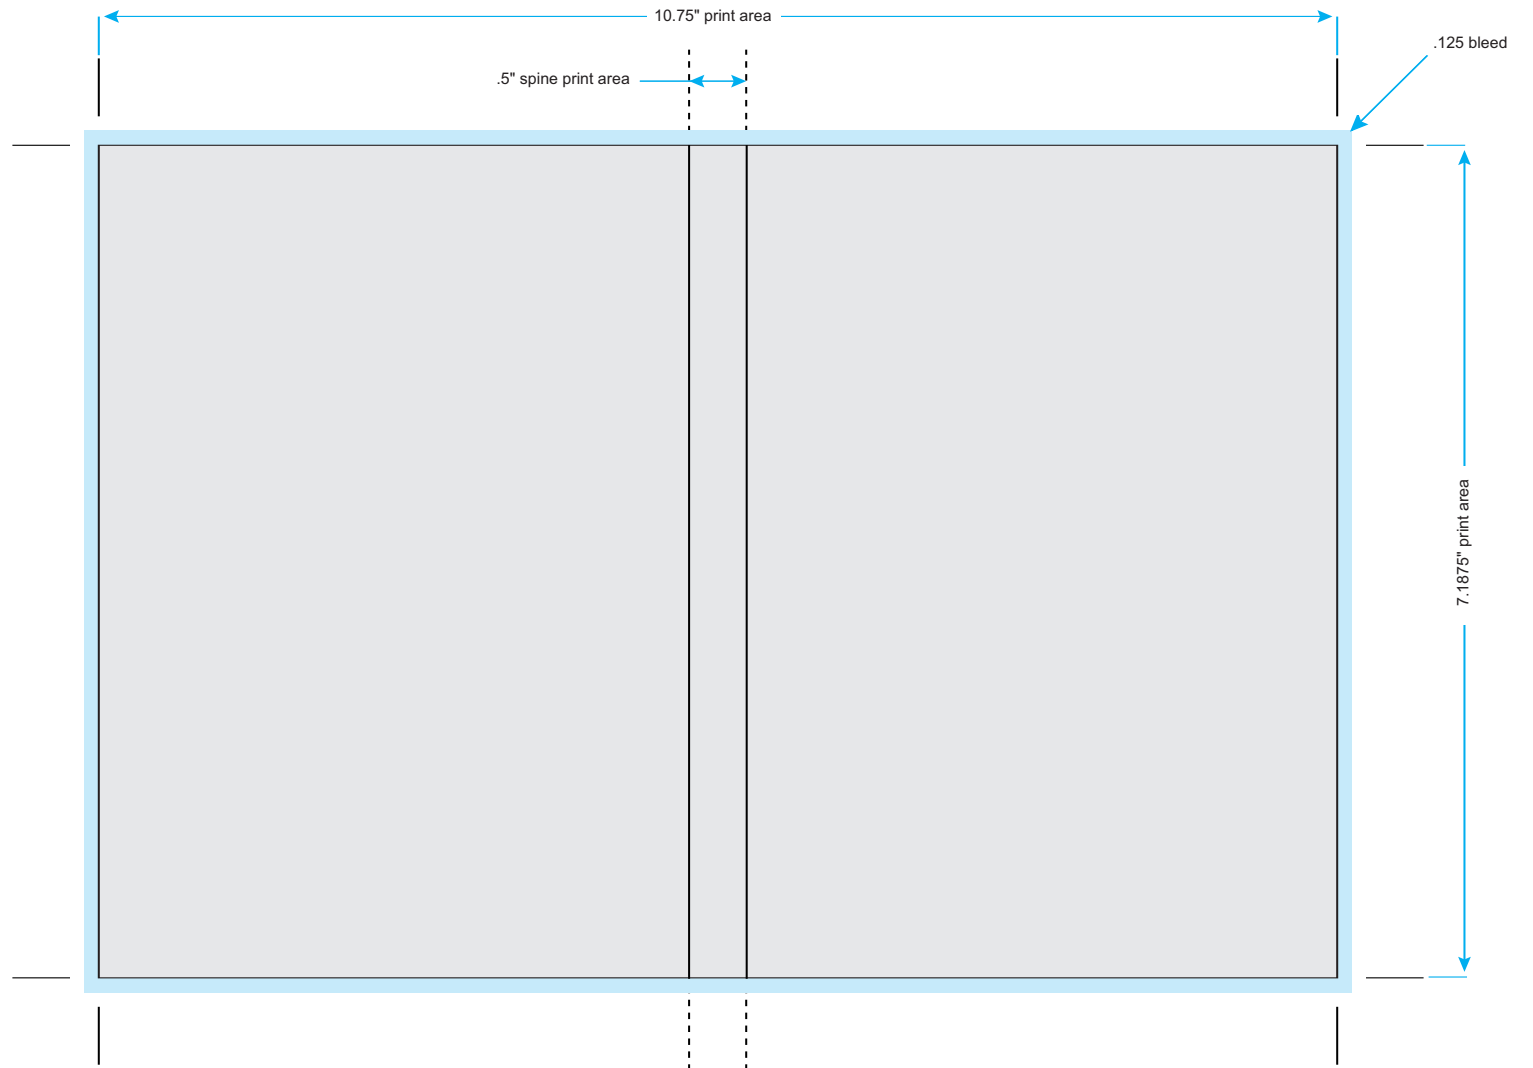 10.75" print area
.125 bleed
.5" spine print area
7.1875" print area